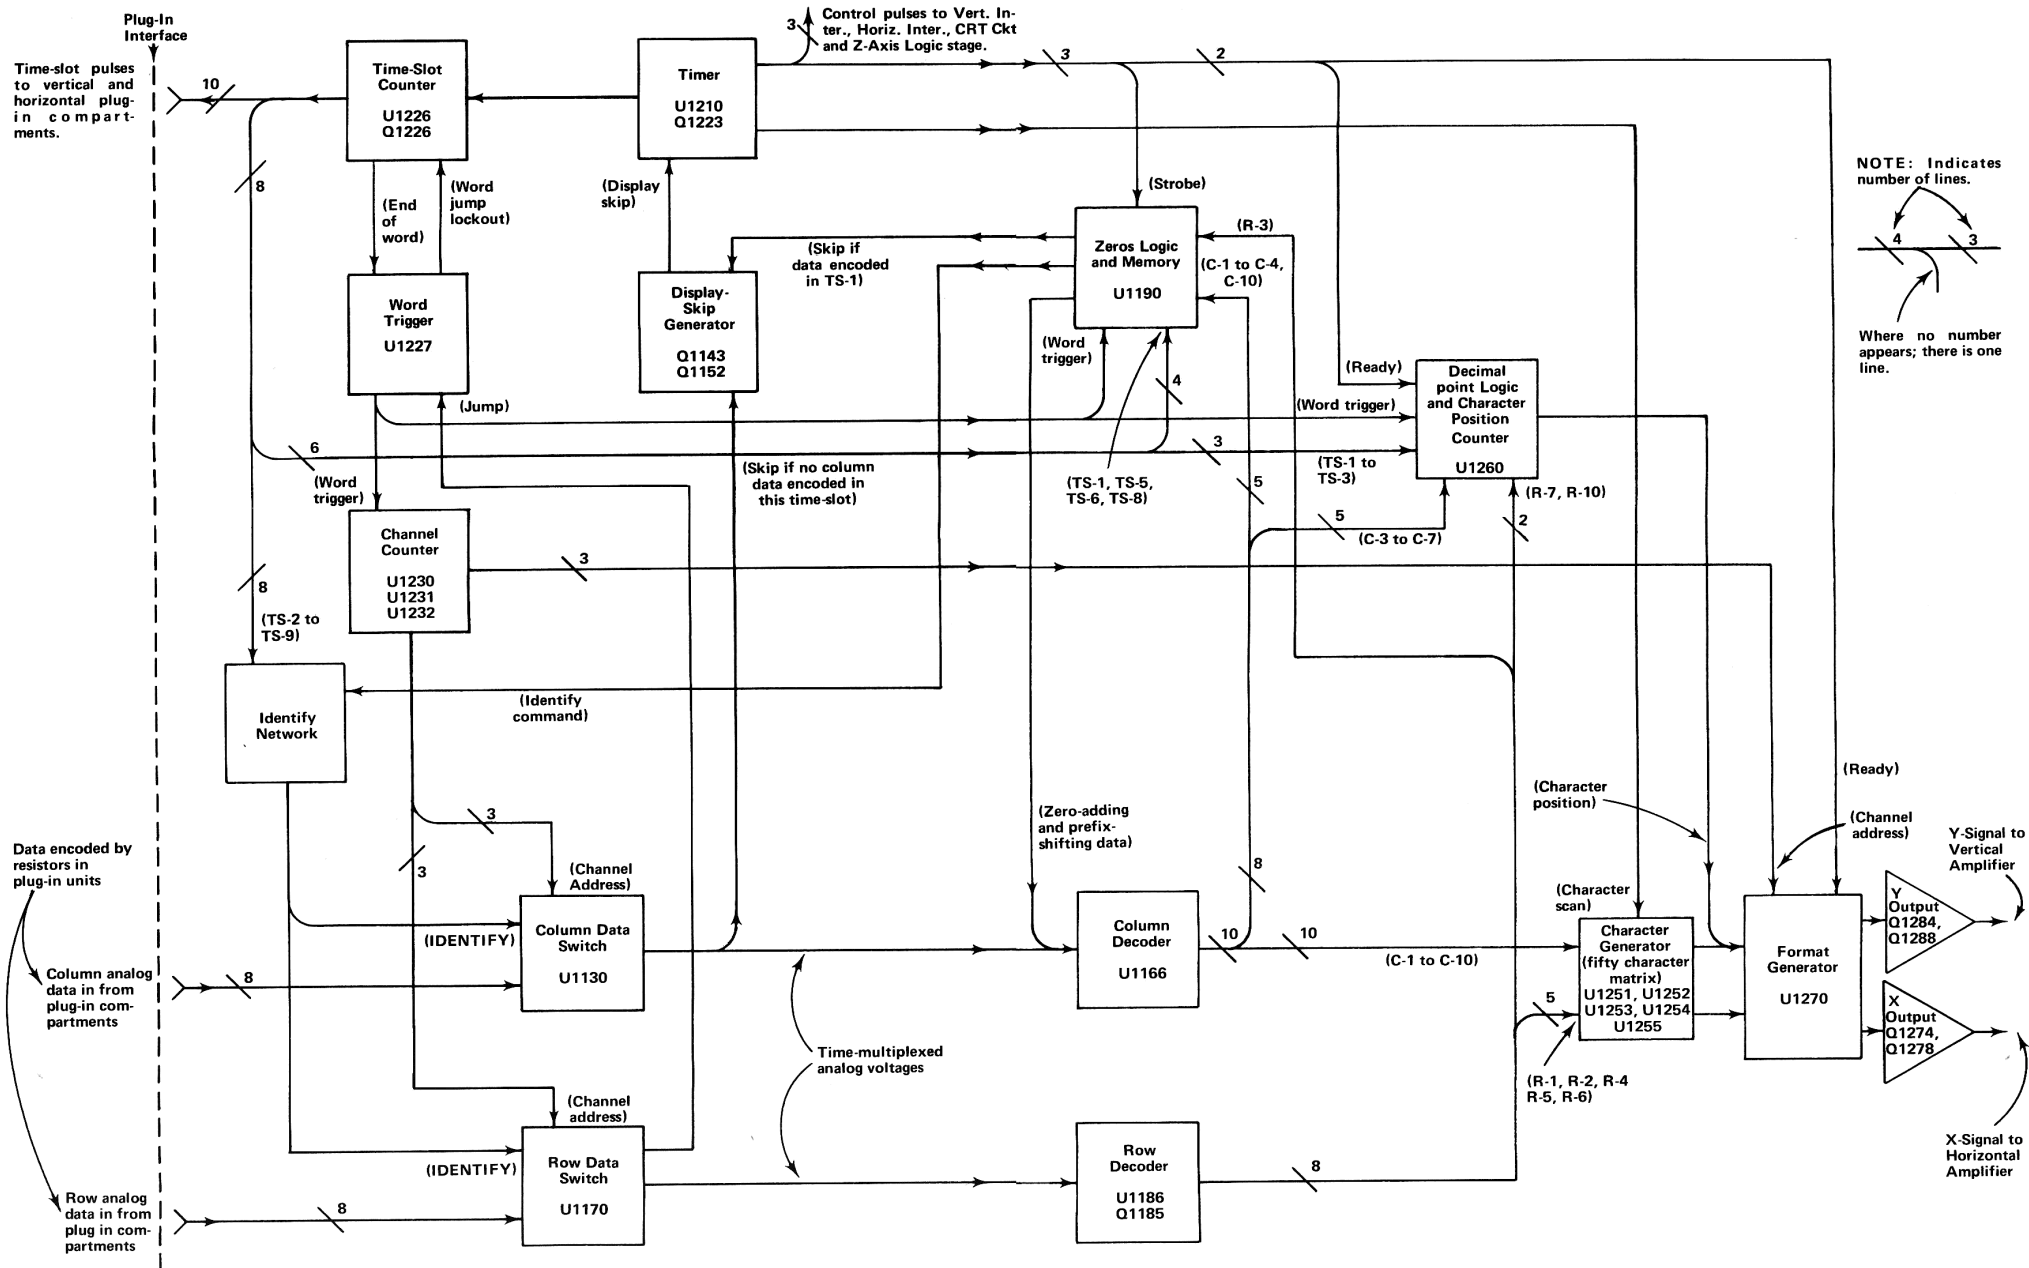 Plug-In
Interface
Time-slot pulses
to vertical and
horizontal plug-
in compart-
ments.
10
8
Time-Slot
Counter
U1226
Q1226
Timer
U1210
Q1223
3
Control pulses to Vert. In-
ter., Horiz. Inter., CRT Ckt
and Z-Axis Logic stage.
3
2
(End
of
word)
(Word
jump
lockout)
(Display
skip)
(Strobe)
NOTE: Indicates
number of lines.
4
3
Where no number
appears; there is one
line.
Word
Trigger
U1227
Display-
Skip
Generator
Q1143
Q1152
(Skip if
data encoded
in TS-1)
Zeros Logic
and Memory
U1190
(R-3)
(C-1 to C-4,
C-10)
(Word
trigger)
4
(Ready)
Decimal
point Logic
and Character
Position
Counter
U1260
(Jump)
(Word trigger)
6
3
(Word
trigger)
(Skip if no column
data encoded in
this time-slot)
(TS-1, TS-5,
TS-6, TS-8)
5
(TS-1 to
TS-3)
(R-7, R-10)
5
(C-3 to C-7)
2
Channel
Counter
U1230
U1231
U1232
3
8
(TS-2 to
TS-9)
Identify
Network
(Identify
command)
3
3
(Zero-adding
and prefix-
shifting data)
(Character
position)
(Ready)
(Channel
address)
Y-Signal to
Vertical
Amplifier
Data encoded by
resistors in
plug-in units
(Channel
Address)
8
(Character
scan)
(IDENTIFY)
Column Data
Switch
U1130
Column
Decoder
U1166
10
10
(C-1 to C-10)
Character
Generator
(fifty character
matrix)
U1251, U1252
U1253, U1254
U1255
Format
Generator
U1270
Y
Output
Q1284,
Q1288
X
Output
Q1274,
Q1278
Column analog
data in from
plug-in com-
partments
8
5
Time-multiplexed
analog voltages
(R-1, R-2, R-4
R-5, R-6)
(Channel
address)
(IDENTIFY)
Row Data
Switch
U1170
Row
Decoder
U1186
Q1185
8
X-Signal to
Horizontal
Amplifier
Row analog
data in from
plug in com-
partments
8